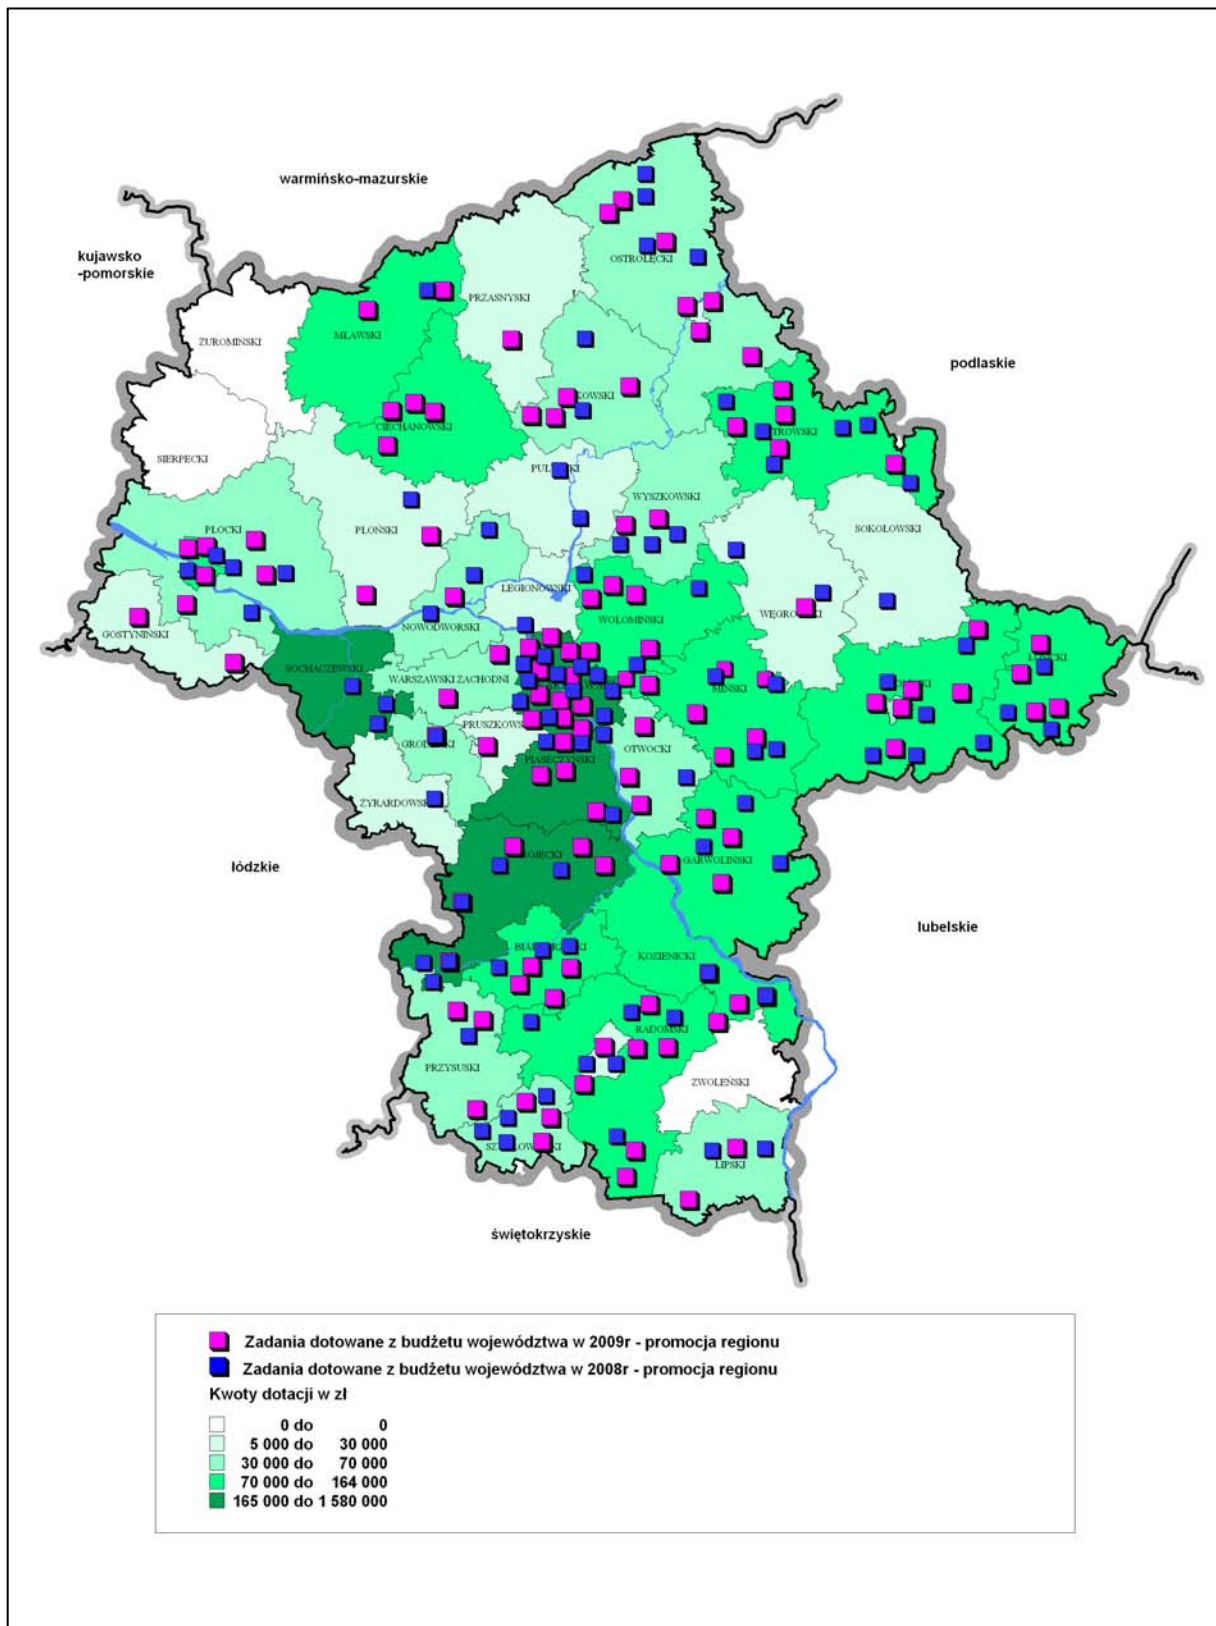 warmińsko-mazurskie
kujawsko
-pomorskie
podlaskie
łódzkie
lubelskie
świętokrzyskie
OSTROŁĘCKI
PRZASNYSKI
MŁAWSKI
ŻUROMIŃSKI
CIECHANOWSKI
SIERPECKI
WYSZKOWSKI
SOKOŁOWSKI
PŁOCKI
PŁOŃSKI
LEGIONOWSKI
WOŁOMIŃSKI
GOSTYNIŃSKI
NOWODWORSKI
SOCHACZEWSKI
WARSZAWSKI ZACHODNI
OTWOCKI
PIASECZYŃSKI
GARWOLIŃSKI
KOZIENICKI
RADOMSKI
PRZYSUSKI
ZWOLEŃSKI
LIPSKI
Zadania dotowane z budżetu województwa w 2009r - promocja regionu
Zadania dotowane z budżetu województwa w 2008r - promocja regionu
Kwoty dotacji w zł
0 do 0
5 000 do 30 000
30 000 do 70 000
70 000 do 164 000
165 000 do 1 580 000